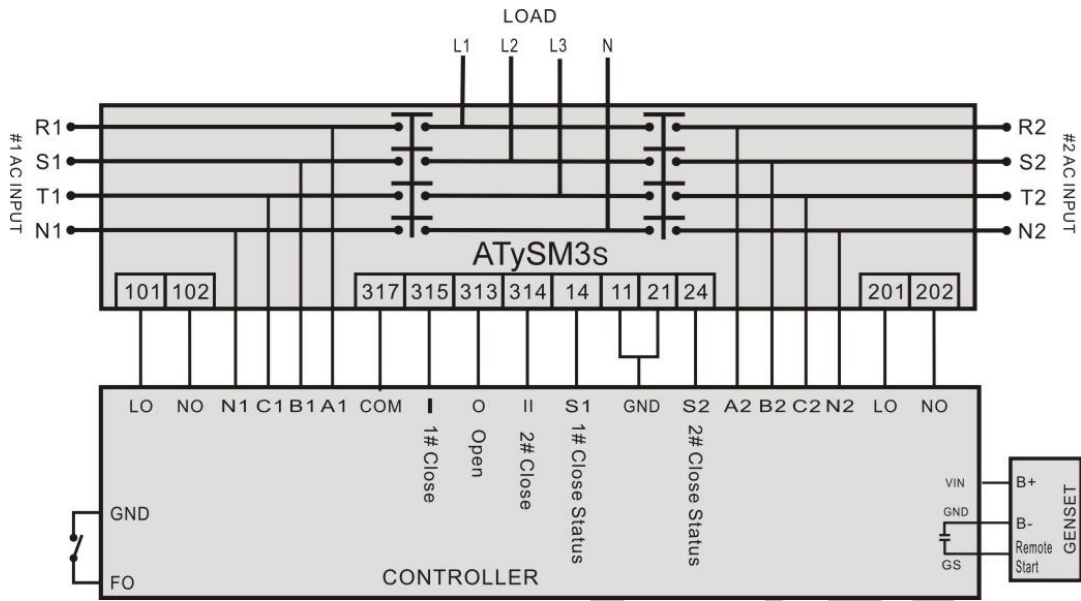 LOAD
L1 L2 L3 N
#1 AC INPUT
R1
S1
T1
N1
R2
S2
T2
N2
#2 AC INPUT
ATySM3s
101 102 317 315 313 314 14 11 21 24 201 202
LO NO N1 C1 B1 A1 COM I O II S1 GND S2 A2 B2 C2 N2 LO NO
1# Close
Open
2# Close
1# Close Status
2# Close Status
GND
FO
CONTROLLER
VIN
GND
GS
B+
B-
Remote
Start
GENSET